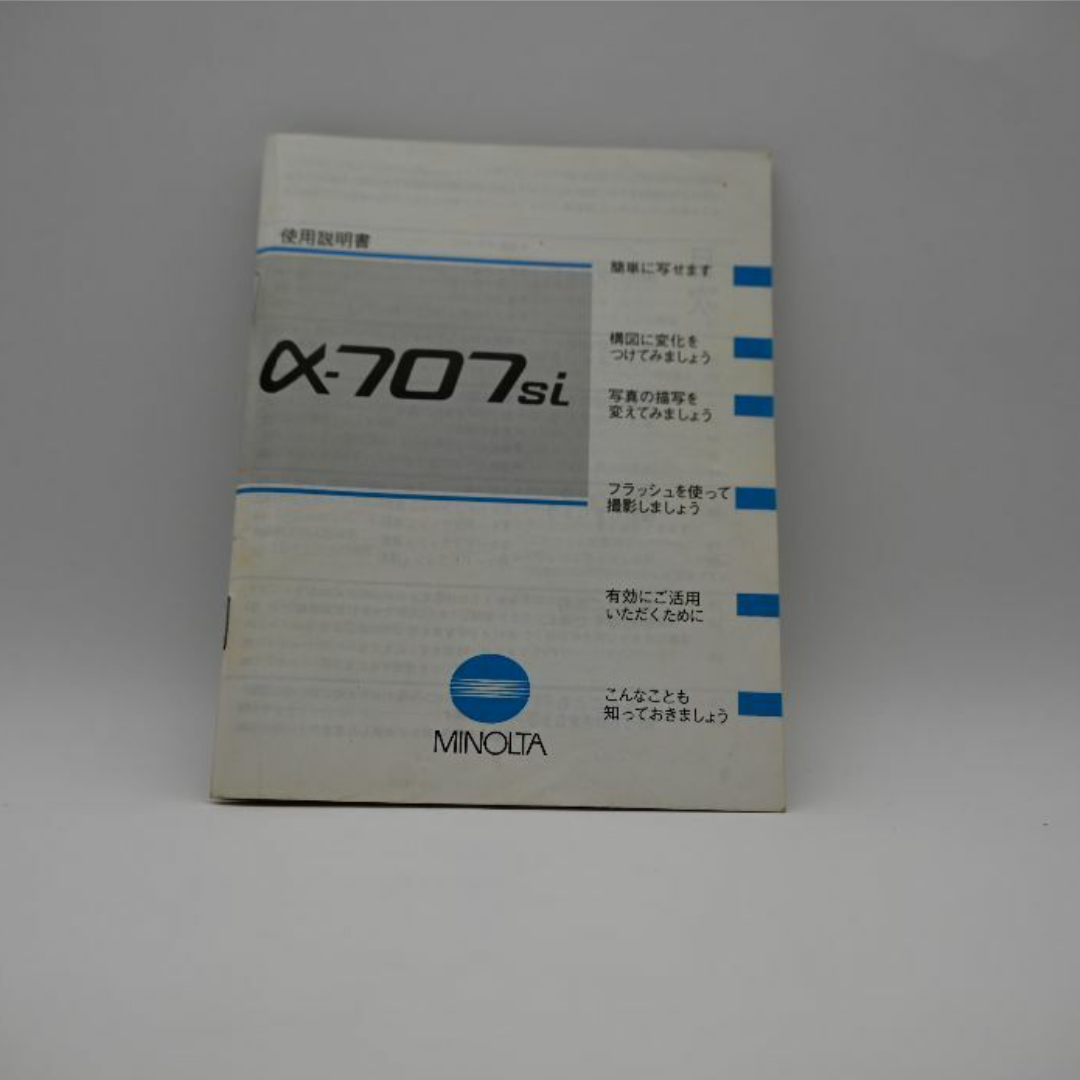 使用説明書
α-707si
簡単に写せます
構図に変化を
つけてみましょう
写真の描写を
変えてみましょう
フラッシュを使って
撮影しましょう
有効にご活用
いただくために
こんなことも
知っておきましょう
MINOLTA